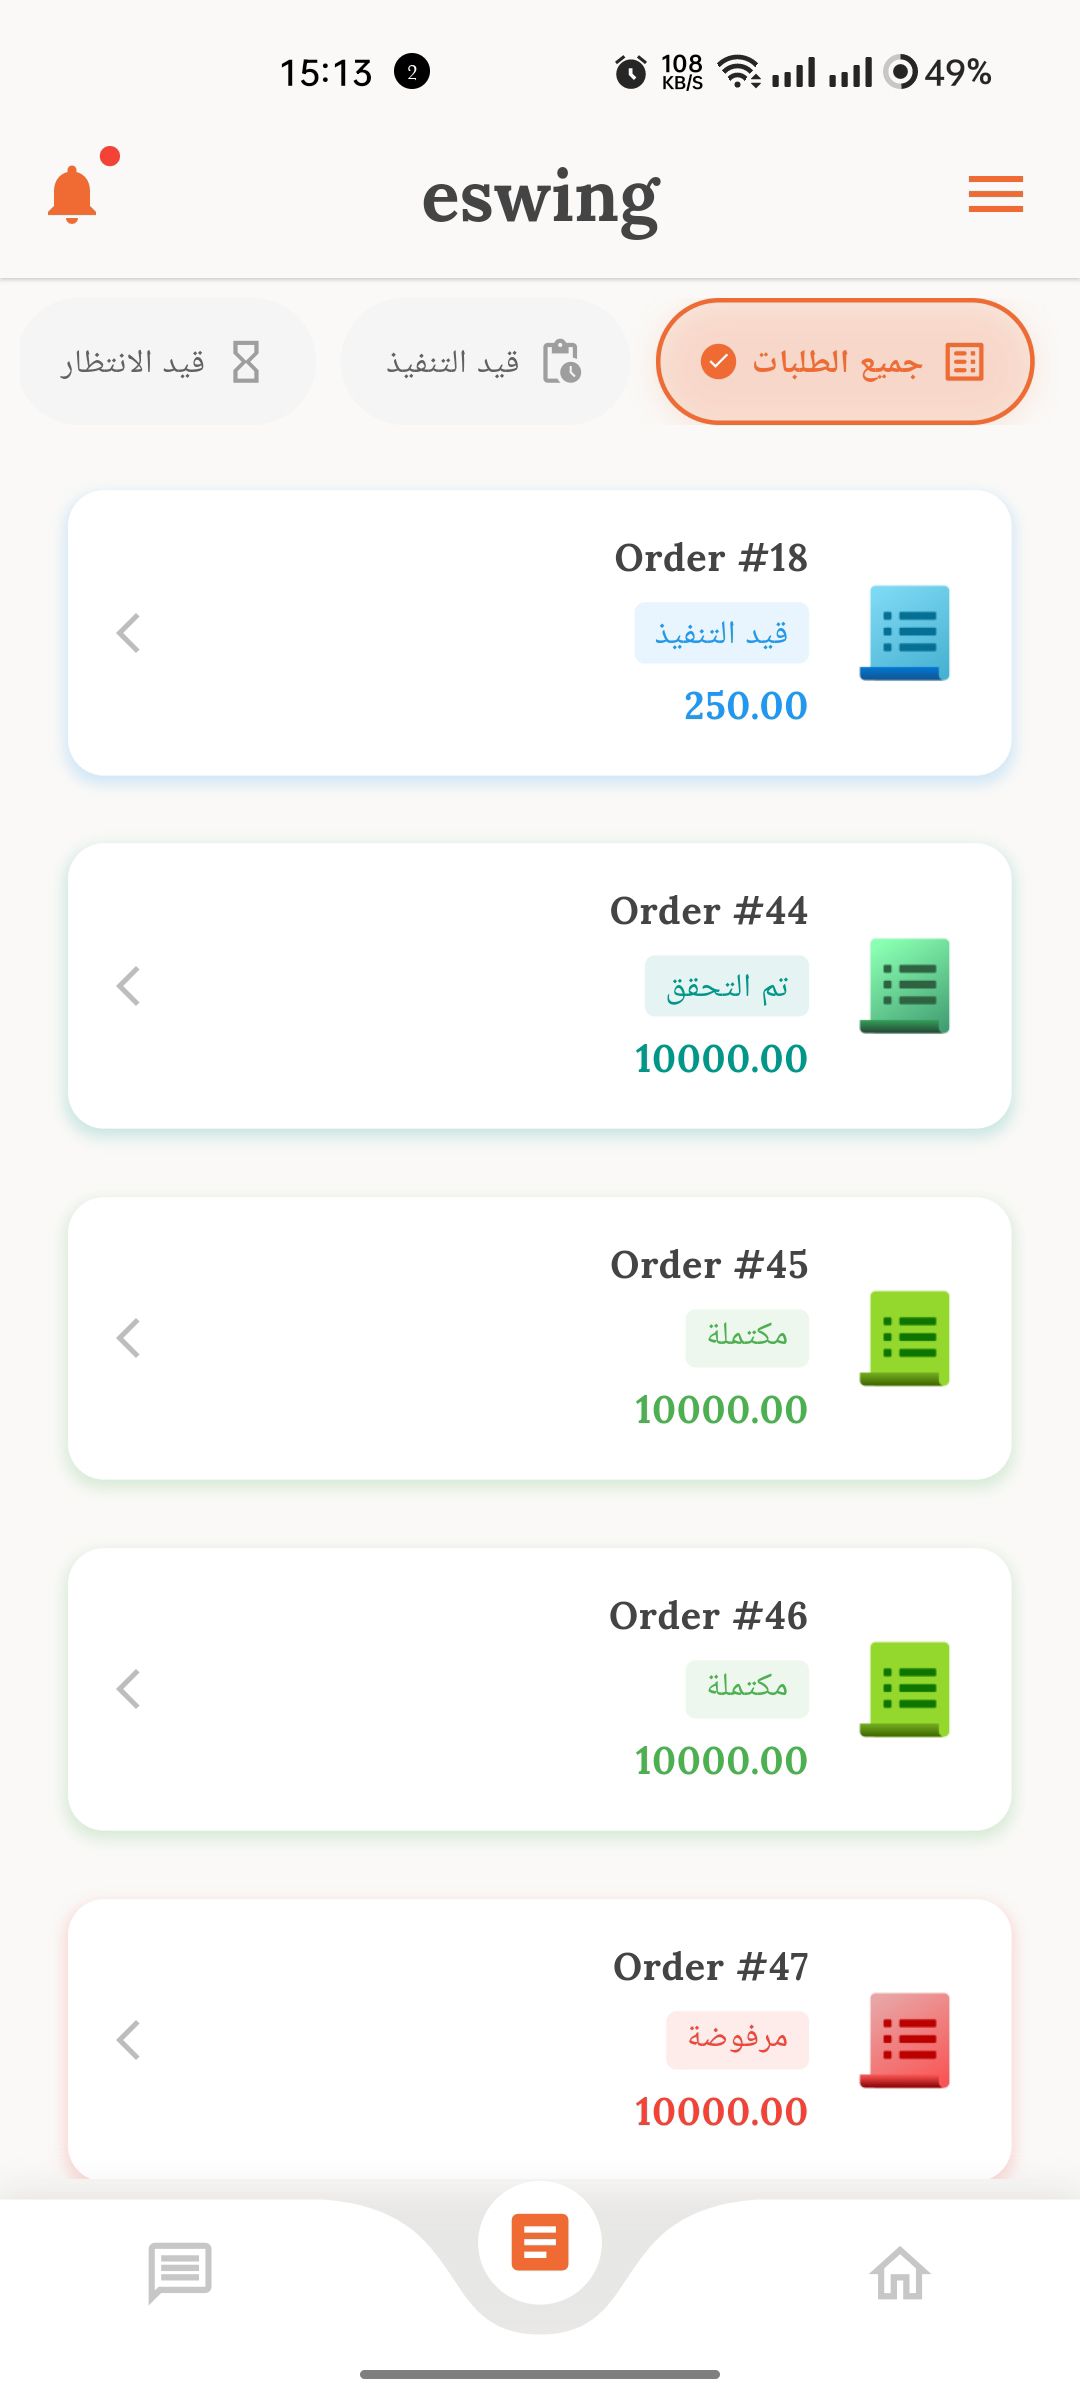 15:13 2 108 KB/S 49%
eswing
جميع الطلبات قيد التنفيذ قيد الانتظار
Order #18
قيد التنفيذ
250.00
Order #44
تم التحقق
10000.00
Order #45
مكتملة
10000.00
Order #46
مكتملة
10000.00
Order #47
مرفوضة
10000.00